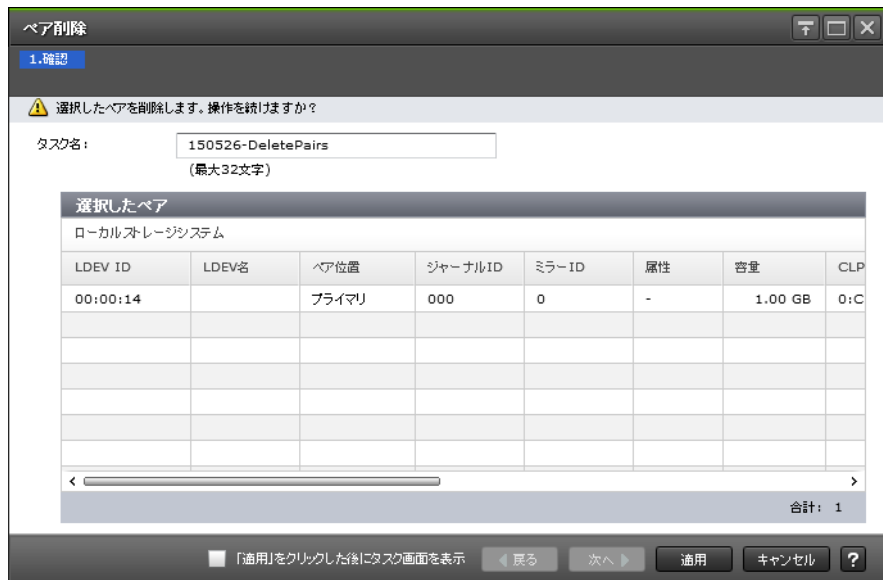 ペア削除
1.確認
選択したペアを削除します。操作を続けますか？
タスク名： 150526-DeletePairs
(最大32文字)
選択したペア
ローカルストレージシステム
LDEV ID LDEV名 ペア位置 ジャーナルID ミラーID 属性 容量 CLP
00:00:14 プライマリ 000 0 - 1.00 GB 0:C
合計： 1
「適用」をクリックした後にタスク画面を表示 戻る 次へ 適用 キャンセル ?